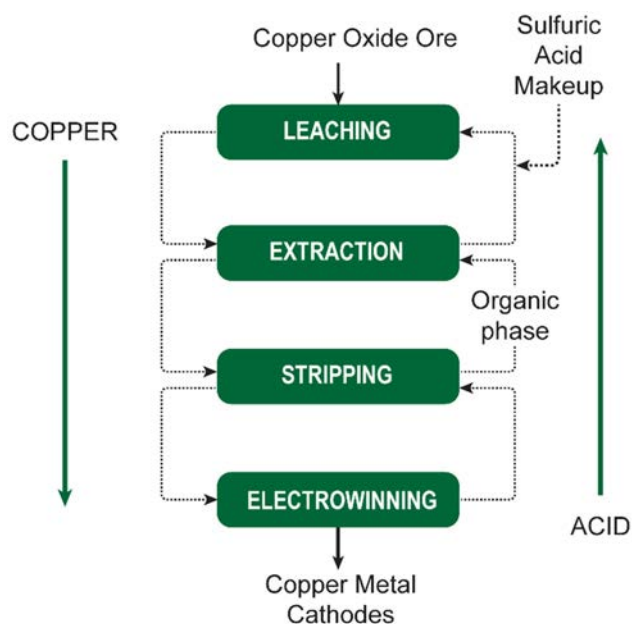 Copper Oxide Ore
Sulfuric
Acid
Makeup
COPPER
LEACHING
EXTRACTION
Organic
phase
STRIPPING
ELECTROWINNING
ACID
Copper Metal
Cathodes